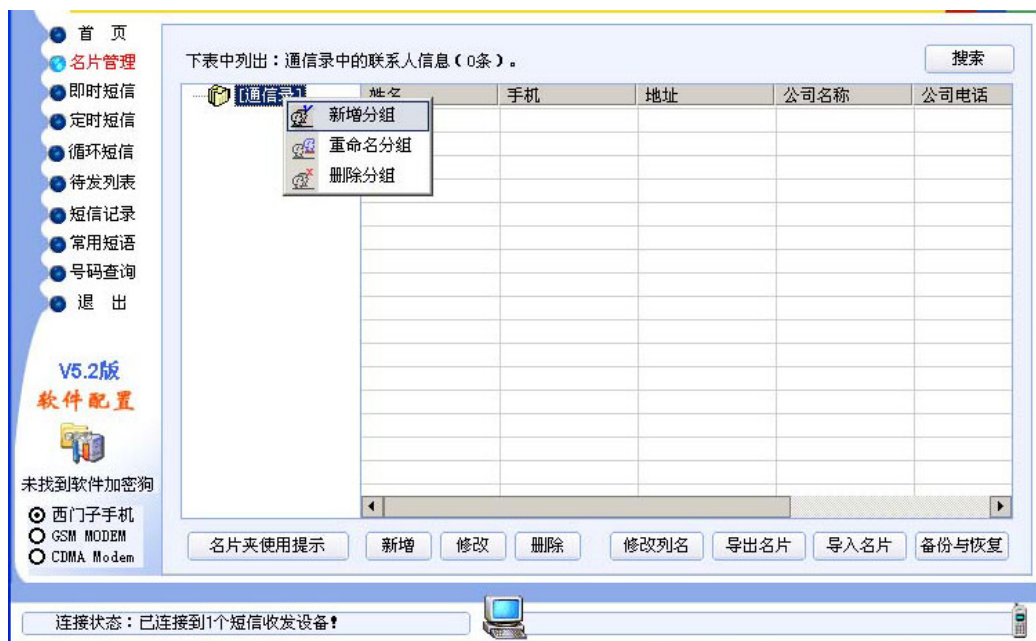 首 页
名片管理
即时短信
定时短信
循环短信
待发列表
短信记录
常用短语
号码查询
退 出
V5.2版
软件配置
未找到软件加密狗
西门子手机
GSM MODEM
CDMA Modem
下表中列出：通信录中的联系人信息(0条)。
搜索
[通信录]
新增分组
重命名分组
删除分组
姓名 手机 地址 公司名称 公司电话
名片夹使用提示 新增 修改 删除 修改列名 导出名片 导入名片 备份与恢复
连接状态：已连接到1个短信收发设备!